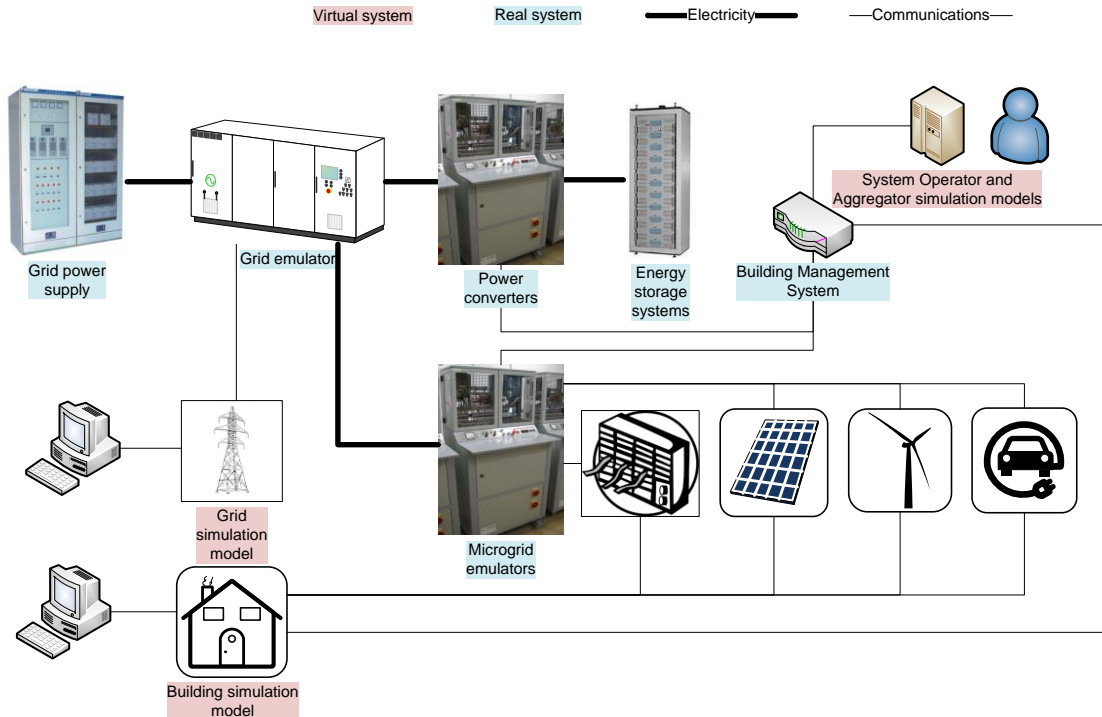 Virtual system
Real system
Electricity
Communications
System Operator and
Aggregator simulation models
Grid power
supply
Grid emulator
Power
converters
Energy
storage
systems
Building Management
System
Grid
simulation
model
Microgrid
emulators
Building simulation
model